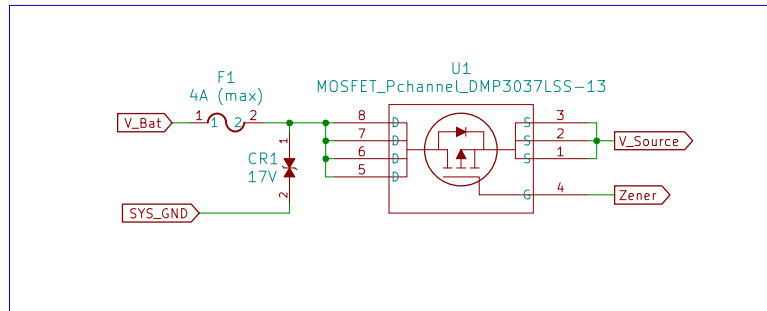 F1
4A (max)
V_Bat
1
1
2
2
1
CR1
17V
2
SYS_GND
U1
MOSFET_Pchannel_DMP3037LSS-13
8
D
7
D
6
D
5
D
S
3
S
2
S
1
G
4
V_Source
Zener